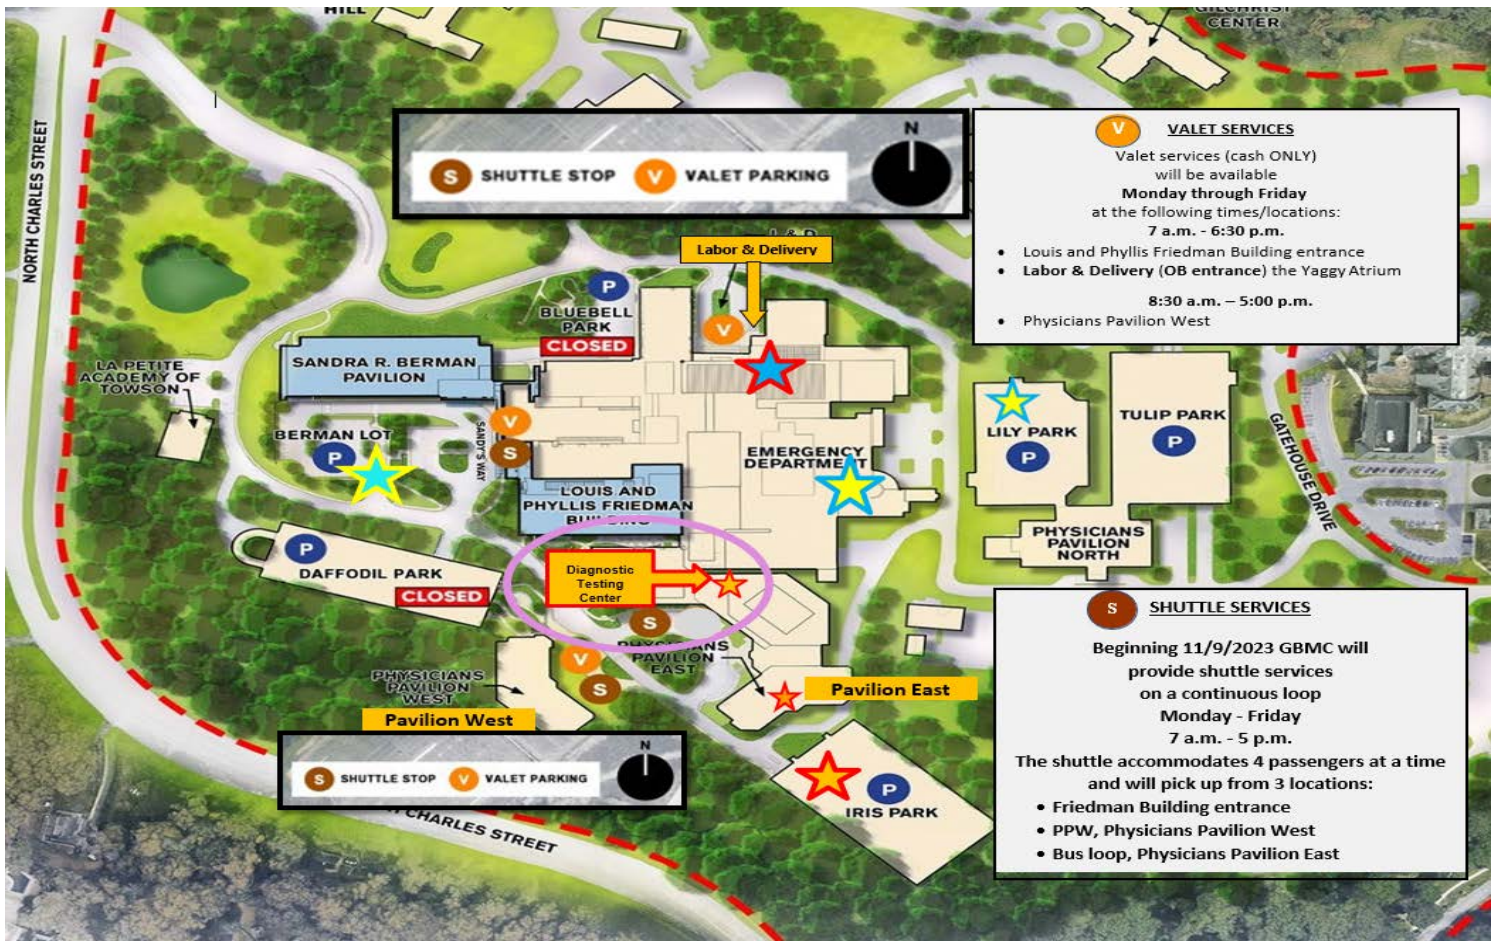 HILL
GILCHRIST
CENTER
NORTH CHARLES STREET
N
S SHUTTLE STOP V VALET PARKING
V VALET SERVICES
Valet services (cash ONLY)
will be available
Monday through Friday
at the following times/locations:
7 a.m. - 6:30 p.m.
• Louis and Phyllis Friedman Building entrance
• Labor & Delivery (OB entrance) the Yaggy Atrium
8:30 a.m. – 5:00 p.m.
• Physicians Pavilion West
L & D
Labor & Delivery
P
BLUEBELL
PARK
CLOSED
V
SANDRA R. BERMAN
PAVILION
LA PETITE
ACADEMY OF
TOWSON
BERMAN LOT
P
SANDY'S WAY
V
S
LOUIS AND
PHYLLIS FRIEDMAN
BUILDING
EMERGENCY
DEPARTMENT
LILY PARK
P
TULIP PARK
P
GATEHOUSE DRIVE
PHYSICIANS
PAVILION
NORTH
P
DAFFODIL PARK
CLOSED
Diagnostic
Testing
Center
S
PHYSICIANS
PAVILION
EAST
V
S
PHYSICIANS
PAVILION
WEST
Pavilion West
Pavilion East
N
S SHUTTLE STOP V VALET PARKING
P
IRIS PARK
CHARLES STREET
S SHUTTLE SERVICES
Beginning 11/9/2023 GBMC will
provide shuttle services
on a continuous loop
Monday - Friday
7 a.m. - 5 p.m.
The shuttle accommodates 4 passengers at a time
and will pick up from 3 locations:
• Friedman Building entrance
• PPW, Physicians Pavilion West
• Bus loop, Physicians Pavilion East